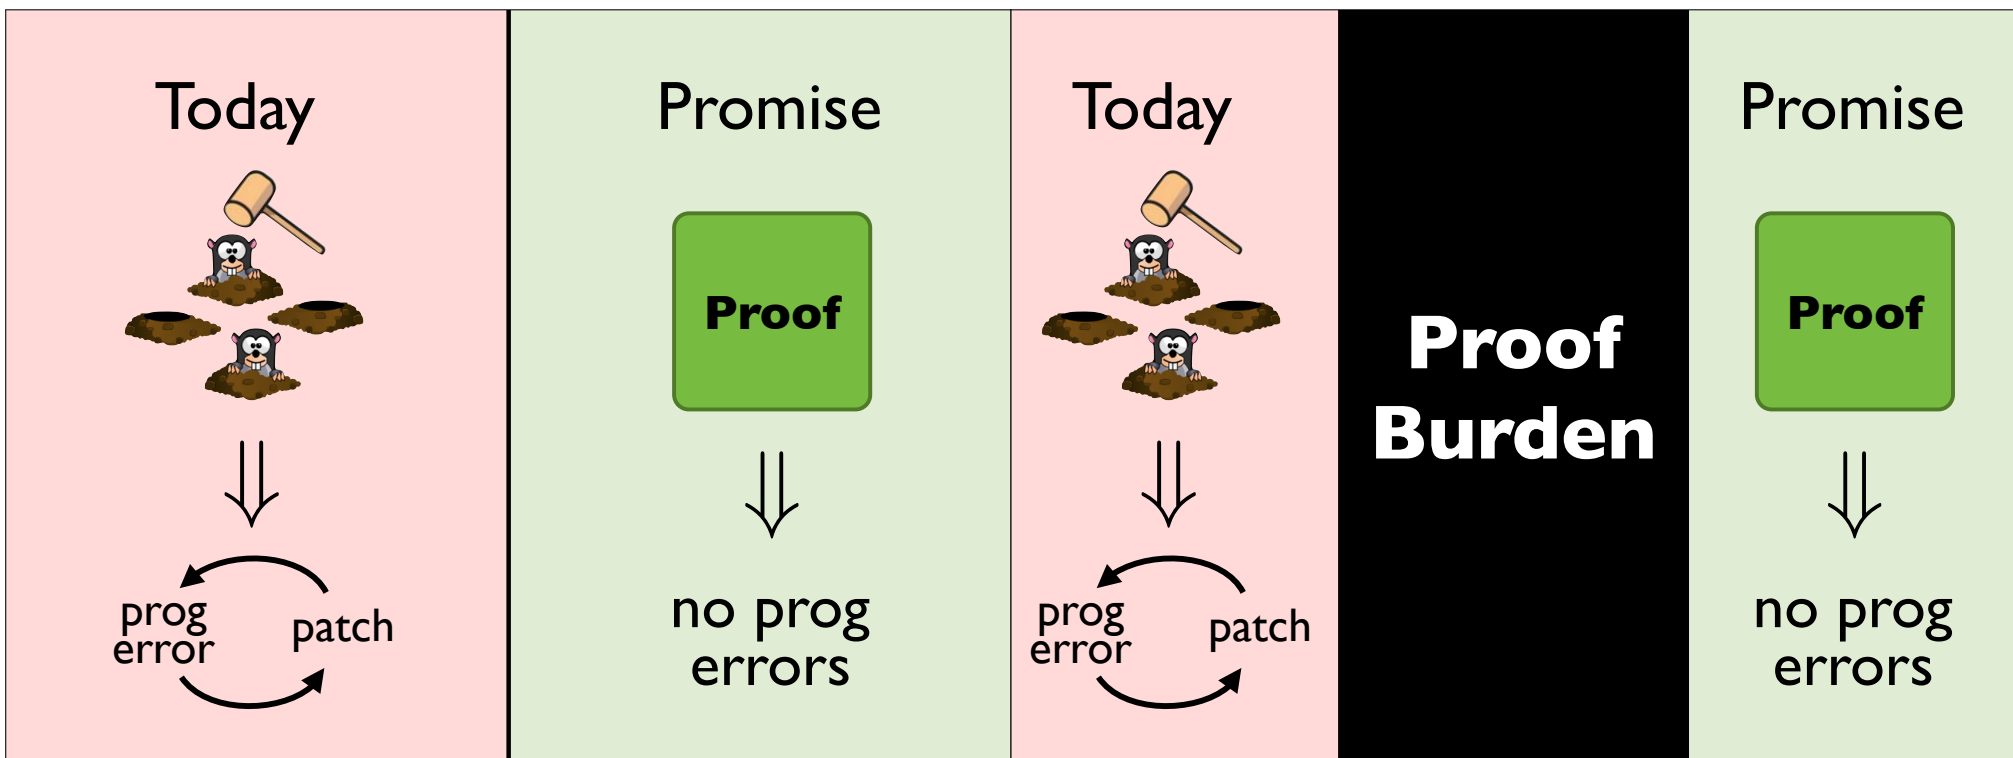 Today
prog
error
patch
Promise
Proof
no prog
errors
Today
prog
error
patch
Proof
Burden
Promise
Proof
no prog
errors